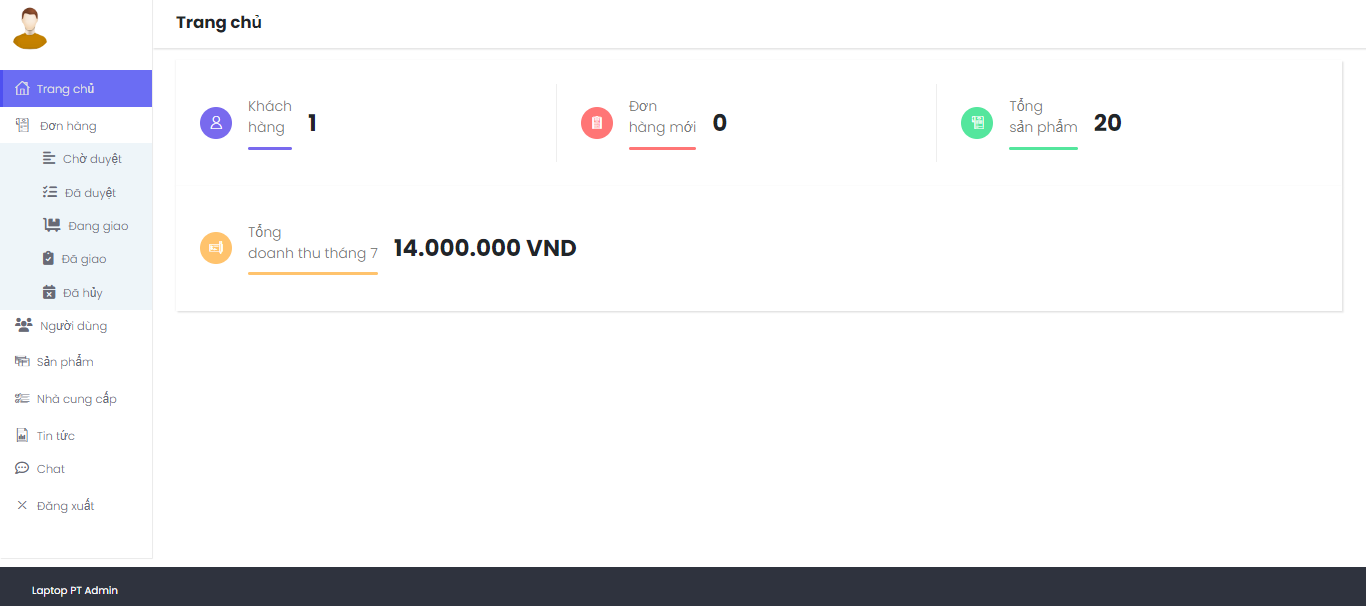 Trang chủ
Trang chủ
Đơn hàng
Chờ duyệt
Đã duyệt
Đang giao
Đã giao
Đã hủy
Người dùng
Sản phẩm
Nhà cung cấp
Tin tức
Chat
Đăng xuất
Khách
hàng 1
Đơn
hàng mới 0
Tổng
sản phẩm 20
Tổng
doanh thu tháng 7 14.000.000 VND
Laptop PT Admin